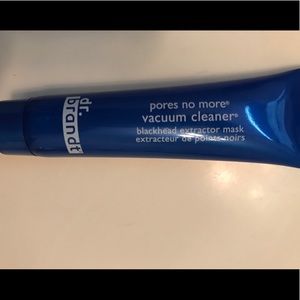 dr.
brandt
pores no more®
vacuum cleaner®
blackhead extractor mask
extracteur de points-noirs